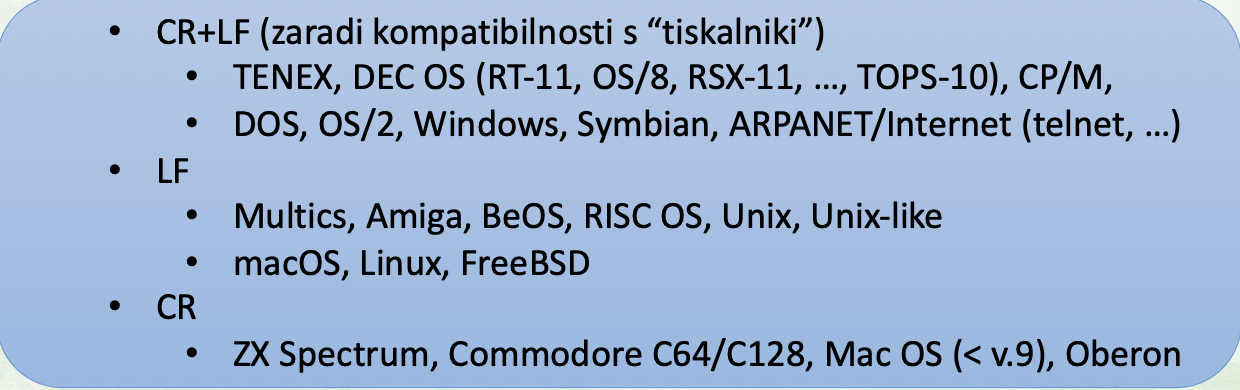 • CR+LF (zaradi kompatibilnosti s “tiskalniki”)
• TENEX, DEC OS (RT-11, OS/8, RSX-11, …, TOPS-10), CP/M,
• DOS, OS/2, Windows, Symbian, ARPANET/Internet (telnet, …)
• LF
• Multics, Amiga, BeOS, RISC OS, Unix, Unix-like
• macOS, Linux, FreeBSD
• CR
• ZX Spectrum, Commodore C64/C128, Mac OS (< v.9), Oberon